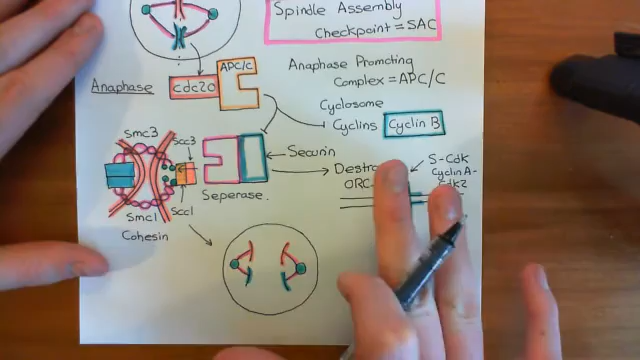 Spindle Assembly
Checkpoint = SAC
Anaphase
APC/C
cdc20
Anaphase Promoting
Complex = APC/C
Cyclosome
Cyclins
Cyclin B
Smc3
Scc3
Securin
Seperase.
Scc1
Smc1
Cohesin
ORC
S-Cdk
Cyclin A-
Cdk2